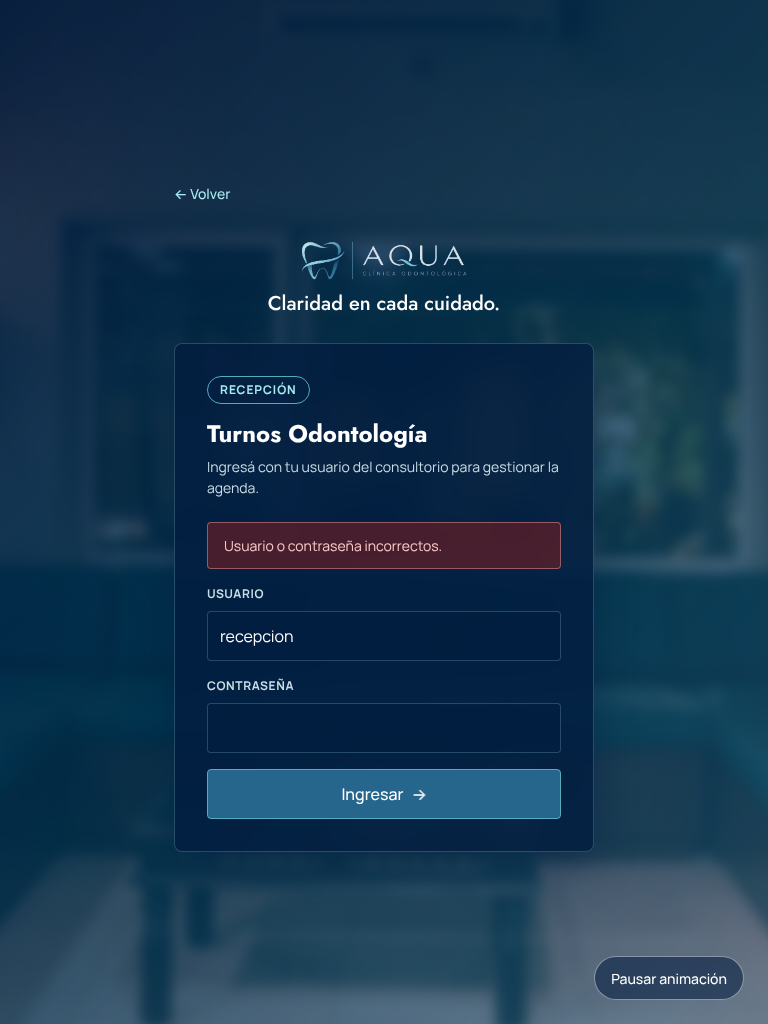 ← Volver
AQUA
CLÍNICA ODONTOLÓGICA
Claridad en cada cuidado.
RECEPCIÓN
Turnos Odontología
Ingresá con tu usuario del consultorio para gestionar la
agenda.
Usuario o contraseña incorrectos.
USUARIO
recepcion
CONTRASEÑA
Ingresar →
Pausar animación